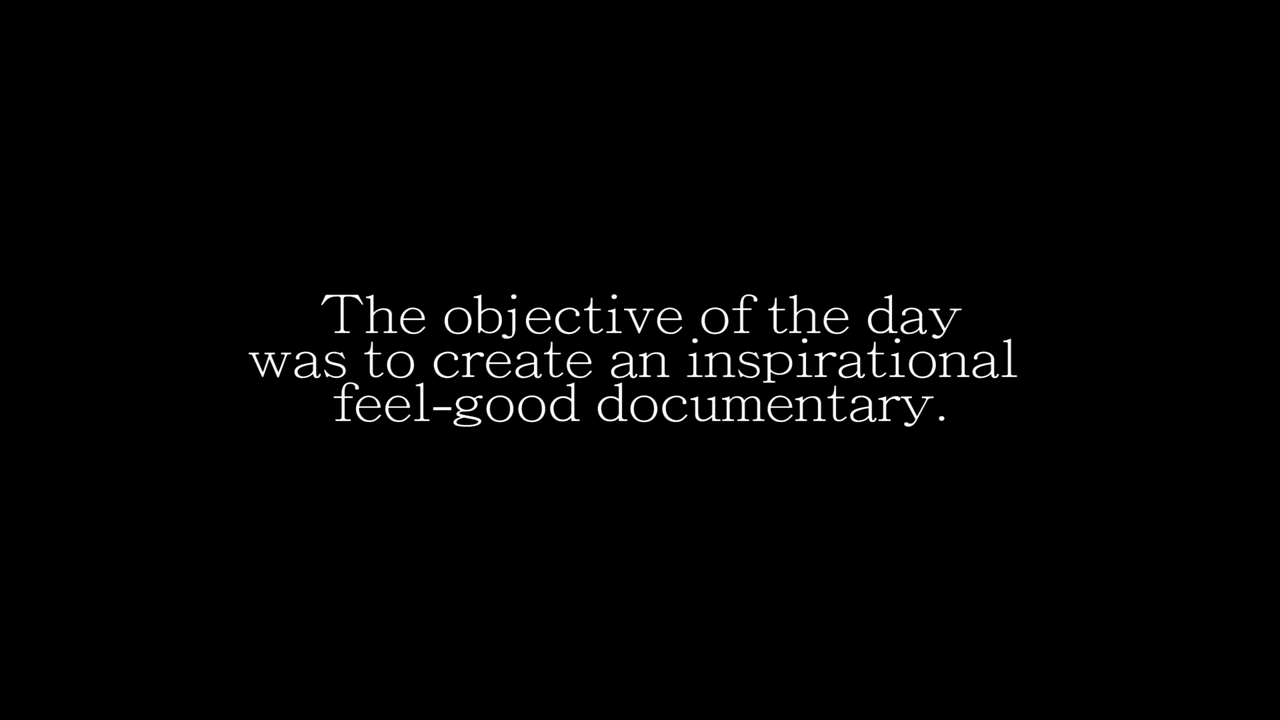 The objective of the day
was to create an inspirational
feel-good documentary.